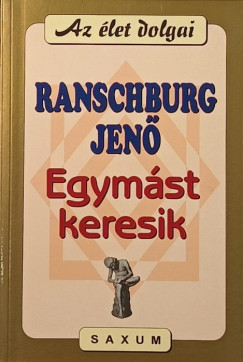 Az élet dolgai
RANSCHBURG
JENŐ
Egymást
keresik
SAXUM